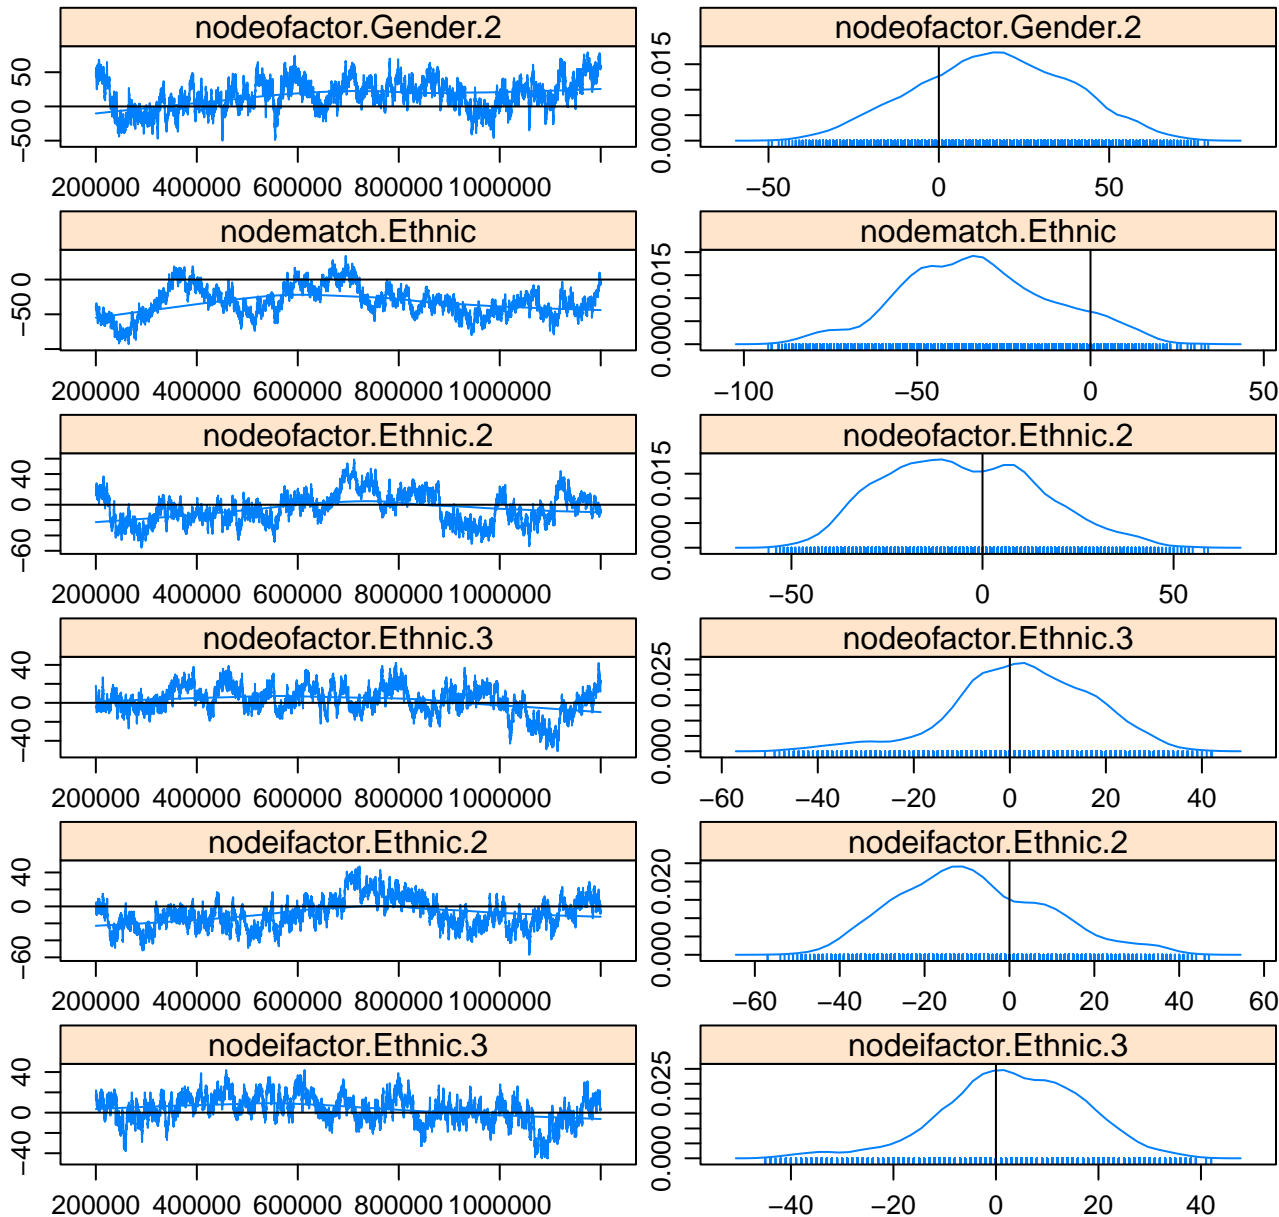 nodeofactor.Gender.2
nodeofactor.Gender.2
−50 0 50
0.000 0.015
200000 400000 600000 800000 1000000
−50 0 50
nodematch.Ethnic
nodematch.Ethnic
−50 0
0.000 0.015
200000 400000 600000 800000 1000000
−100 −50 0 50
nodeofactor.Ethnic.2
nodeofactor.Ethnic.2
−60 0 40
0.000 0.015
200000 400000 600000 800000 1000000
−50 0 50
nodeofactor.Ethnic.3
nodeofactor.Ethnic.3
−40 0 40
0.000 0.025
200000 400000 600000 800000 1000000
−60 −40 −20 0 20 40
nodeifactor.Ethnic.2
nodeifactor.Ethnic.2
−60 0 40
0.000 0.020
200000 400000 600000 800000 1000000
−60 −40 −20 0 20 40 60
nodeifactor.Ethnic.3
nodeifactor.Ethnic.3
−40 0 40
0.000 0.025
200000 400000 600000 800000 1000000
−40 −20 0 20 40